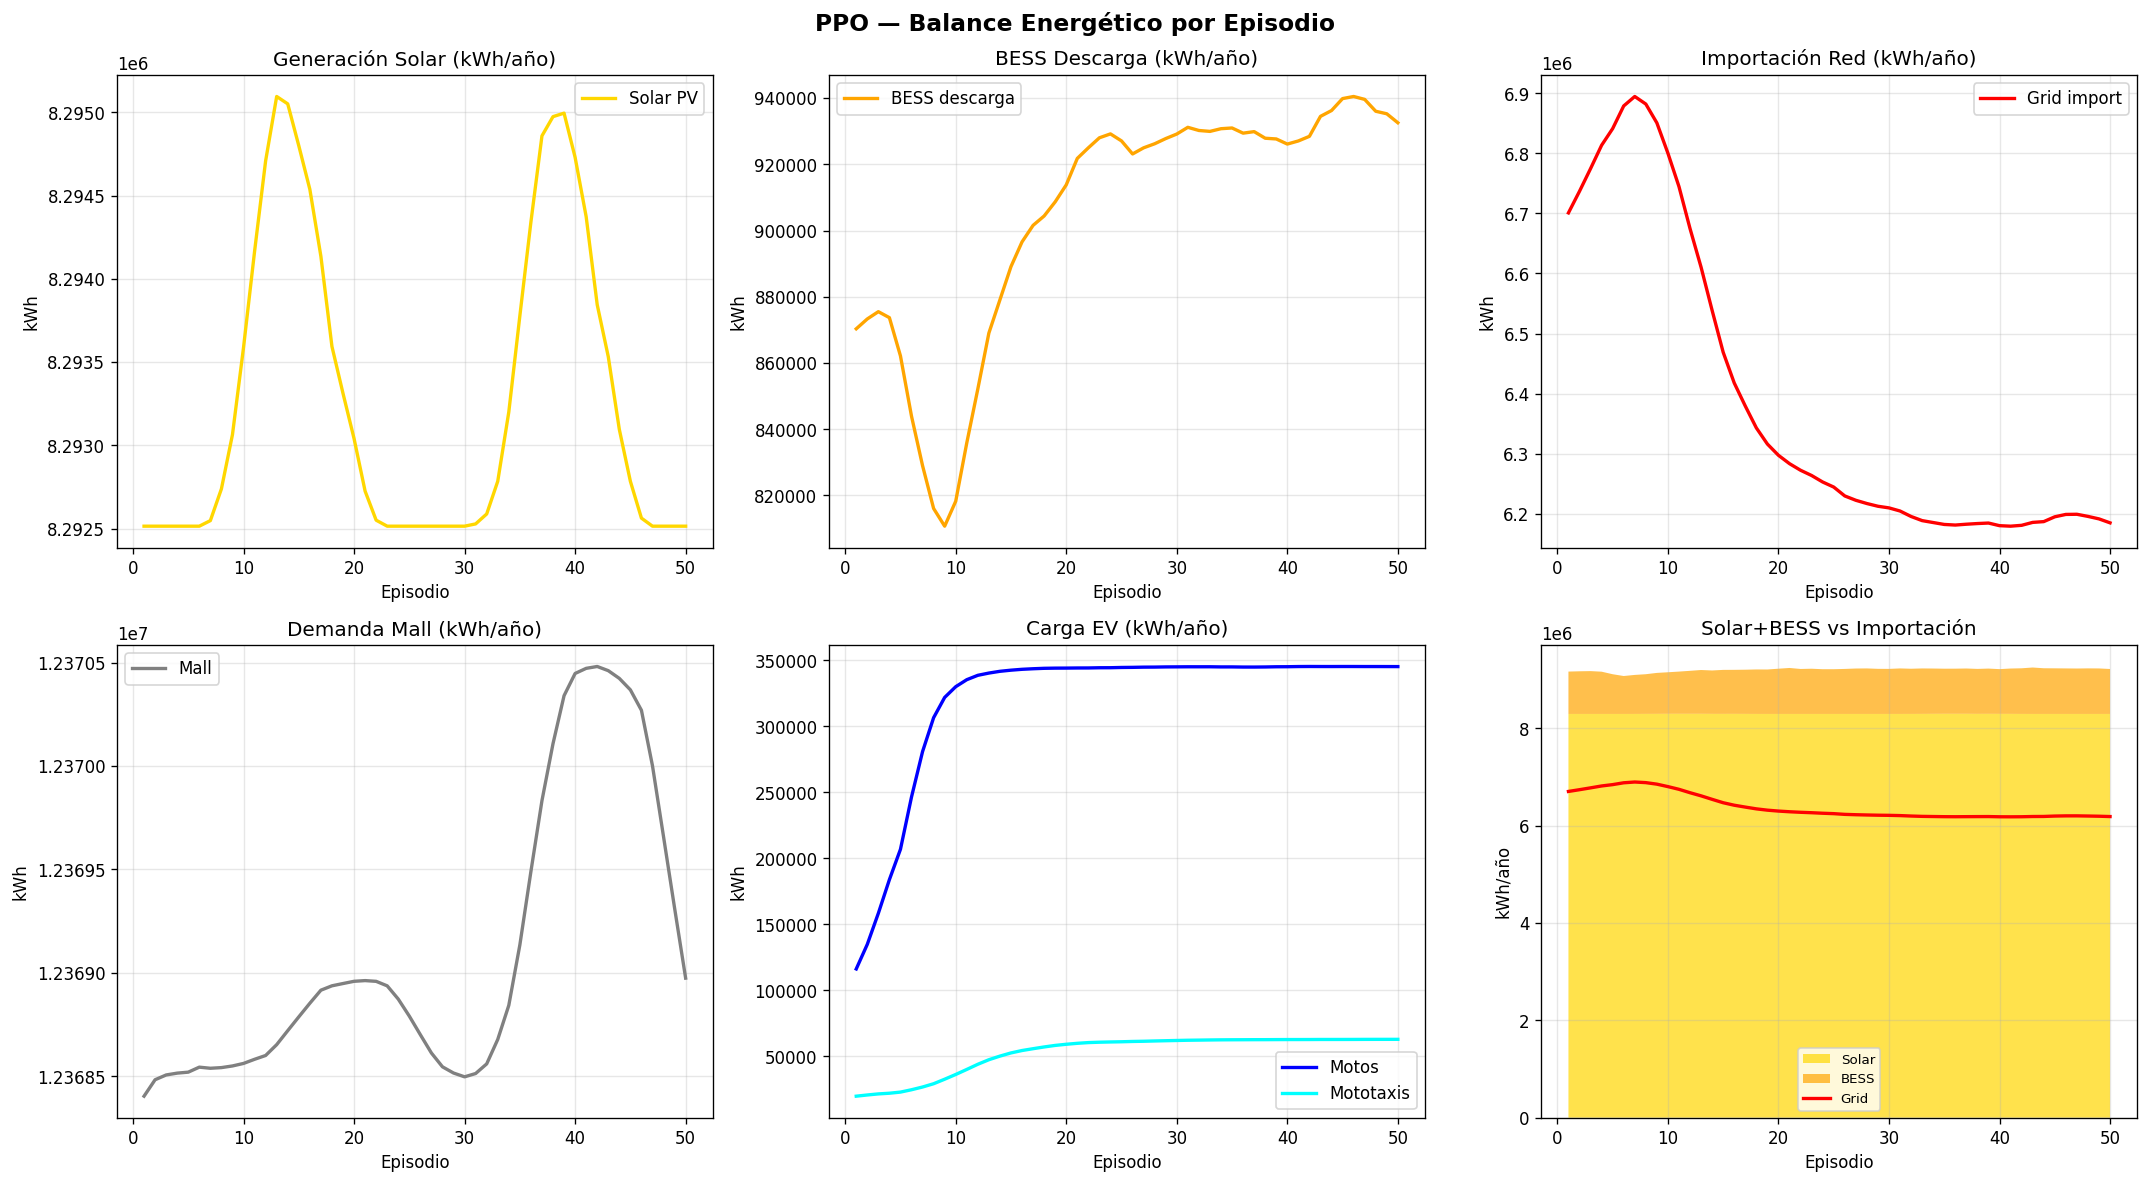 PPO — Balance Energético por Episodio
Generación Solar (kWh/año)
1e6
8.2950
8.2945
8.2940
8.2935
8.2930
8.2925
kWh
0 10 20 30 40 50
Episodio
Solar PV
BESS Descarga (kWh/año)
940000
920000
900000
880000
860000
840000
820000
kWh
0 10 20 30 40 50
Episodio
BESS descarga
Importación Red (kWh/año)
1e6
6.9
6.8
6.7
6.6
6.5
6.4
6.3
6.2
kWh
0 10 20 30 40 50
Episodio
Grid import
Demanda Mall (kWh/año)
1e7
1.23705
1.23700
1.23695
1.23690
1.23685
kWh
0 10 20 30 40 50
Episodio
Mall
Carga EV (kWh/año)
350000
300000
250000
200000
150000
100000
50000
kWh
0 10 20 30 40 50
Episodio
Motos
Mototaxis
Solar+BESS vs Importación
1e6
8
6
4
2
0
kWh/año
0 10 20 30 40 50
Episodio
Solar
BESS
Grid